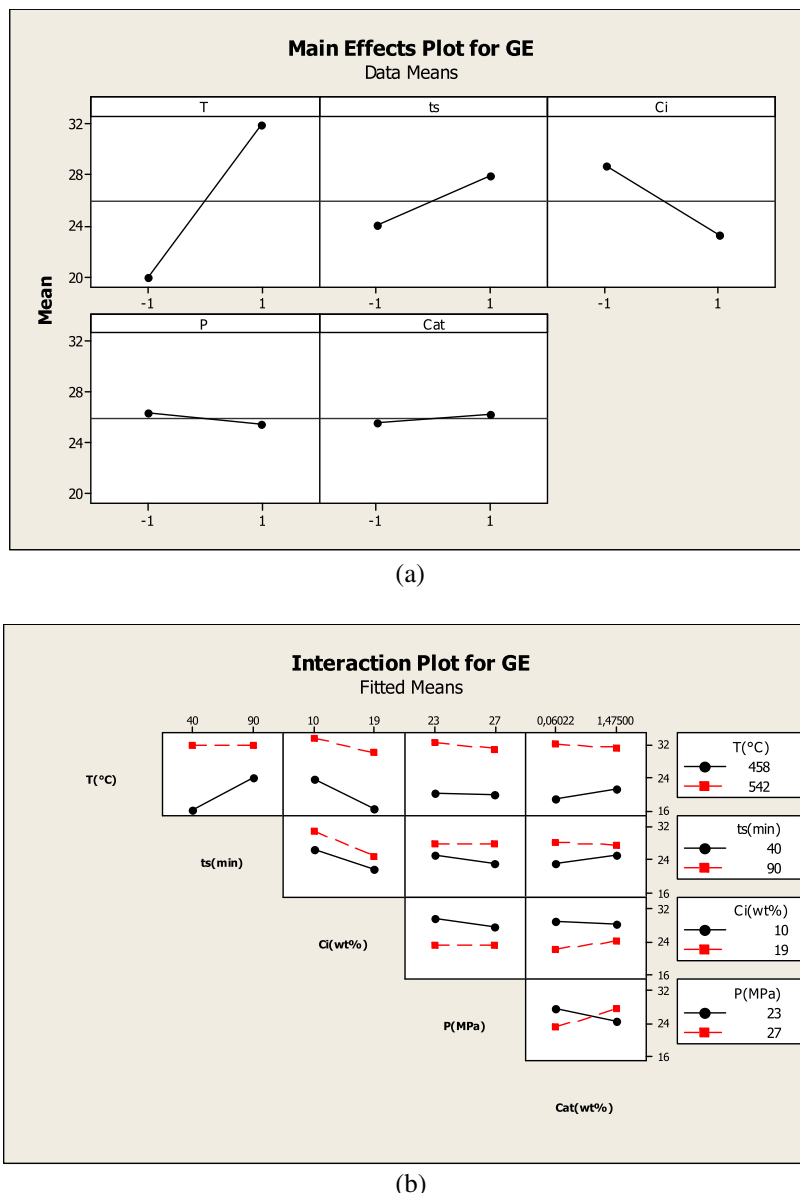 Main Effects Plot for GE
Data Means
T ts Ci
32
28
24
20
-1 1 -1 1 -1 1
Mean
P Cat
32
28
24
20
-1 1 -1 1
(a)
Interaction Plot for GE
Fitted Means
40 90 10 19 23 27 0,06022 1,47500
T(°C)
32
24
16
T(°C)
458
542
ts(min)
32
24
16
ts(min)
40
90
Ci(wt%)
32
24
16
Ci(wt%)
10
19
P(MPa)
32
24
16
P(MPa)
23
27
Cat(wt%)
(b)